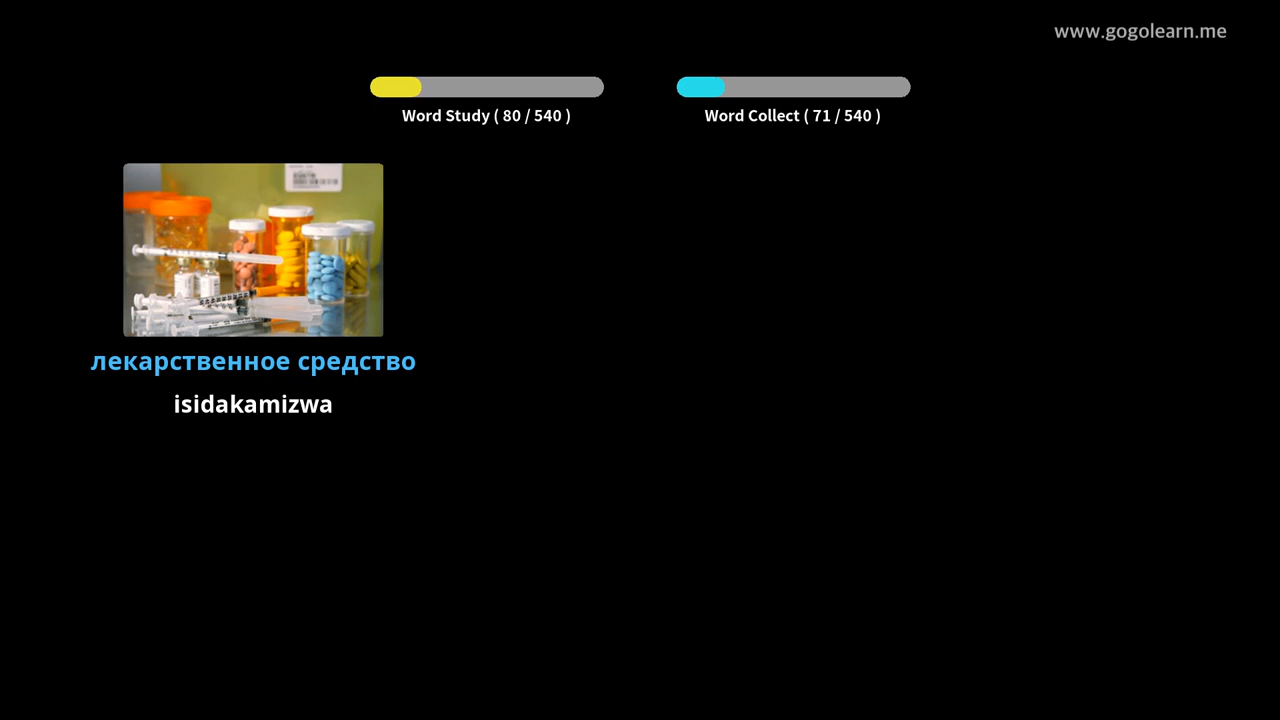 www.gogolearn.me
Word Study ( 80 / 540 )
Word Collect ( 71 / 540 )
лекарственное средство
isidakamizwa